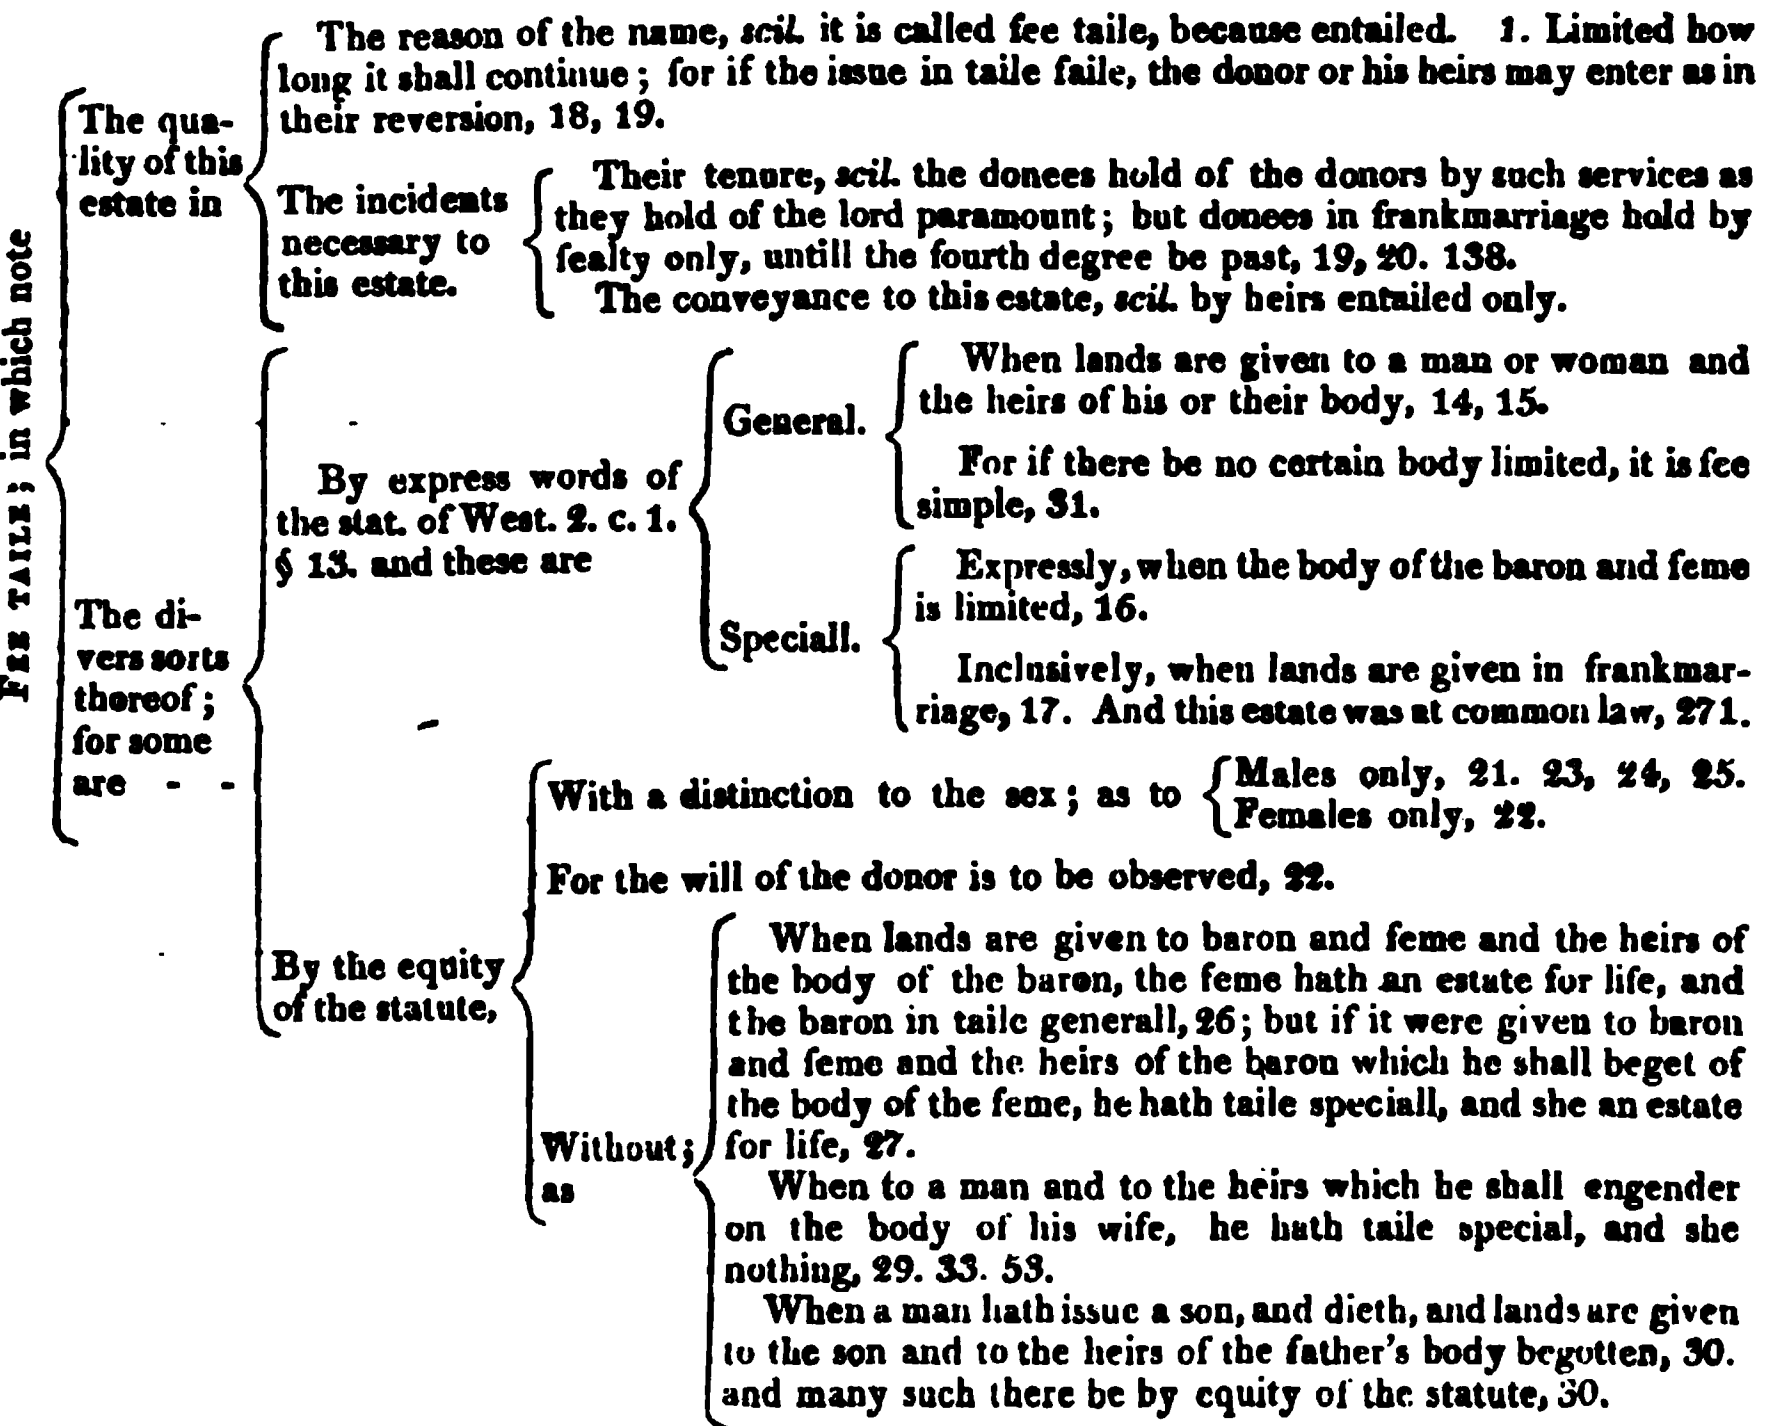 FEE TAILE; in which note
The qua-
lity of this
estate in
The reason of the name, scil. it is called fee taile, because entailed. 1. Limited how
long it shall continue; for if the issue in taile faile, the donor or his heirs may enter as in
their reversion, 18, 19.
The incidents
necessary to
this estate.
Their tenure, scil. the donees hold of the donors by such services as
they hold of the lord paramount; but donees in frankmarriage hold by
fealty only, untill the fourth degree be past, 19, 20. 138.
The conveyance to this estate, scil. by heirs entailed only.
The di-
vers sorts
thereof;
for some
are - -
By express words of
the stat. of West. 2. c. 1.
§ 13. and these are
General.
When lands are given to a man or woman and
the heirs of his or their body, 14, 15.
For if there be no certain body limited, it is fee
simple, 31.
Speciall.
Expressly, when the body of the baron and feme
is limited, 16.
Inclusively, when lands are given in frankmar-
riage, 17. And this estate was at common law, 271.
By the equity
of the statute,
With a distinction to the sex; as to
Males only, 21. 23, 24, 25.
Females only, 22.
For the will of the donor is to be observed, 22.
Without;
as
When lands are given to baron and feme and the heirs of
the body of the baron, the feme hath an estate for life, and
the baron in taile generall, 26; but if it were given to baron
and feme and the heirs of the baron which he shall beget of
the body of the feme, he hath taile speciall, and she an estate
for life, 27.
When to a man and to the heirs which he shall engender
on the body of his wife, he hath taile special, and she
nothing, 29. 33. 53.
When a man hath issue a son, and dieth, and lands are given
to the son and to the heirs of the father's body begotten, 30.
and many such there be by equity of the statute, 30.